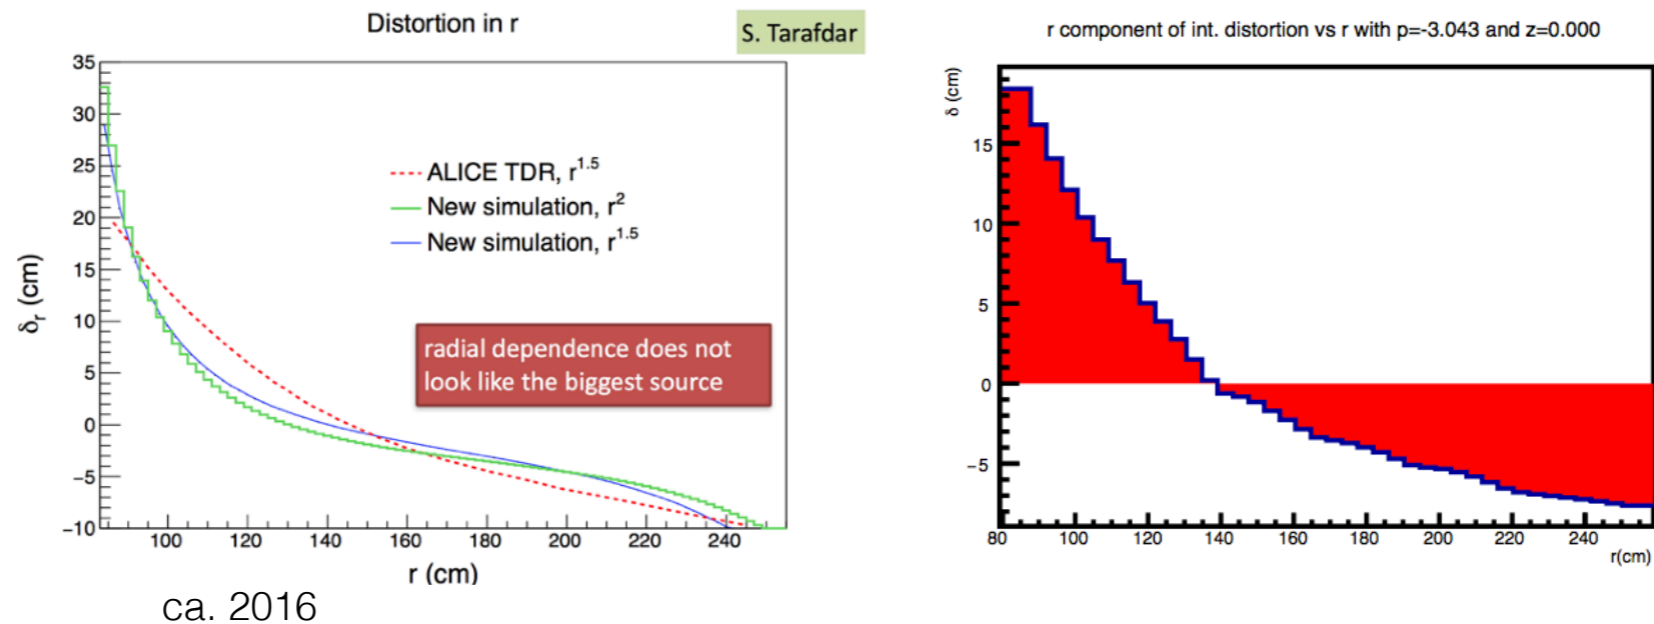 Distortion in r
S. Tarafdar
35
30
25
20
15
10
5
0
−5
−10
δr (cm)
ALICE TDR, r^1.5
New simulation, r^2
New simulation, r^1.5
radial dependence does not
look like the biggest source
100 120 140 160 180 200 220 240
r (cm)
ca. 2016
r component of int. distortion vs r with p=-3.043 and z=0.000
δ (cm)
15
10
5
0
−5
80 100 120 140 160 180 200 220 240
r(cm)